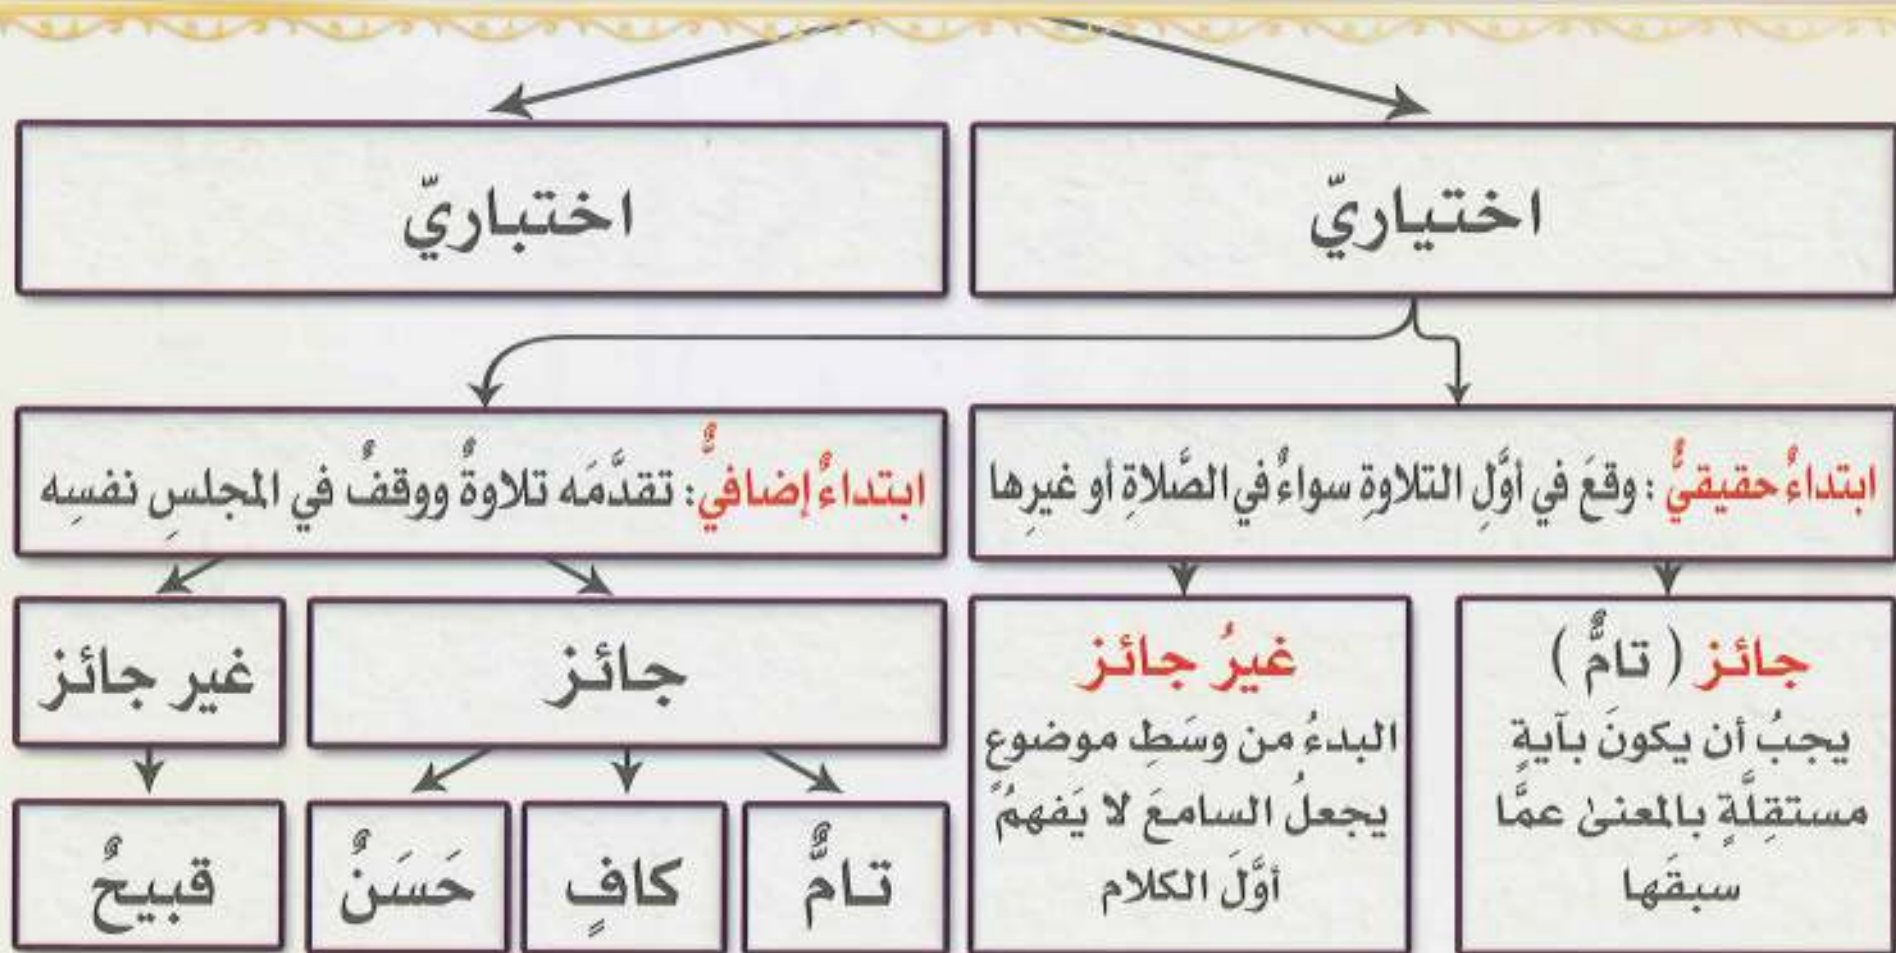 اختياريّ
اختباريّ
ابتداءٌ حقيقيٌّ : وقعَ في أوَّلِ التلاوةِ سواءٌ في الصَّلاةِ أو غيرِها
ابتداءٌ إضافيٌّ: تقدَّمَه تلاوةٌ ووقفٌ في المجلسِ نفسِه
جائز ( تامٌّ )
يجبُ أن يكونَ بآيةٍ
مستقِلَّةٍ بالمعنىٰ عمَّا
سبقَها
غيرُ جائز
البدءُ من وسَطِ موضوعٍ
يجعلُ السامعَ لا يَفهمُ
أوَّلَ الكلام
جائز
غير جائز
تامٌّ
كافٍ
حَسَنٌ
قبيحٌ